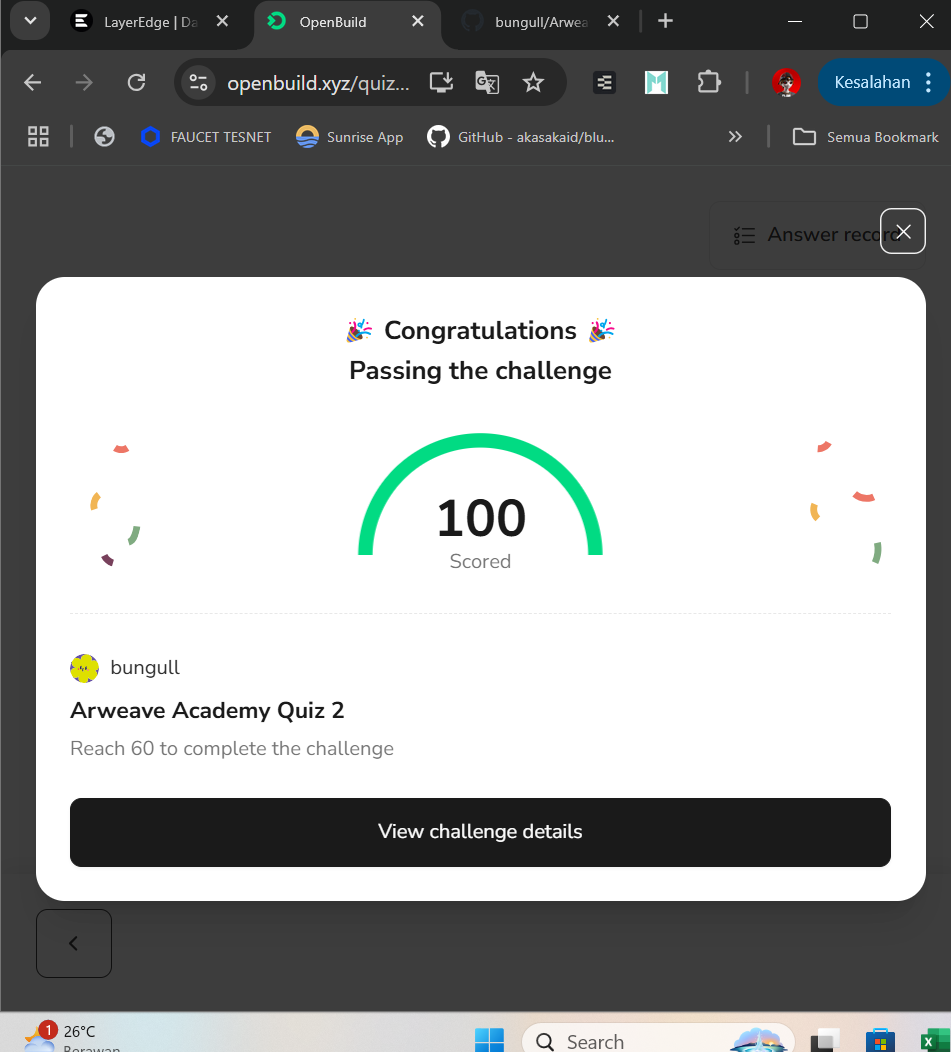 LayerEdge | Da
OpenBuild
bungull/Arwea
openbuild.xyz/quiz...
Kesalahan
FAUCET TESNET
Sunrise App
GitHub - akasakaid/blu...
Semua Bookmark
Answer record
Congratulations
Passing the challenge
100
Scored
bungull
Arweave Academy Quiz 2
Reach 60 to complete the challenge
View challenge details
1
26°C
Berawan
Search